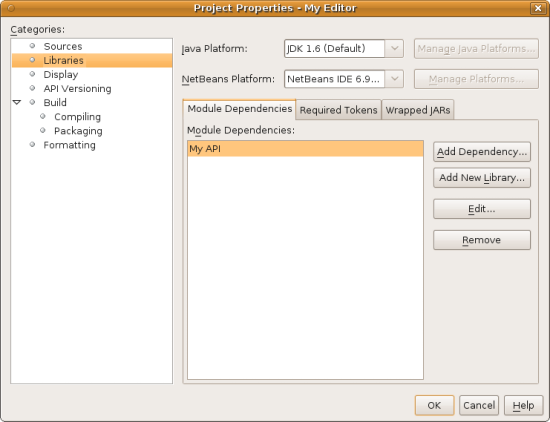 Project Properties - My Editor
Categories:
Sources
Libraries
Display
API Versioning
Build
Compiling
Packaging
Formatting
Java Platform:
JDK 1.6 (Default)
Manage Java Platforms...
NetBeans Platform:
NetBeans IDE 6.9...
Manage Platforms...
Module Dependencies
Required Tokens
Wrapped JARs
Module Dependencies:
My API
Add Dependency...
Add New Library...
Edit...
Remove
OK
Cancel
Help